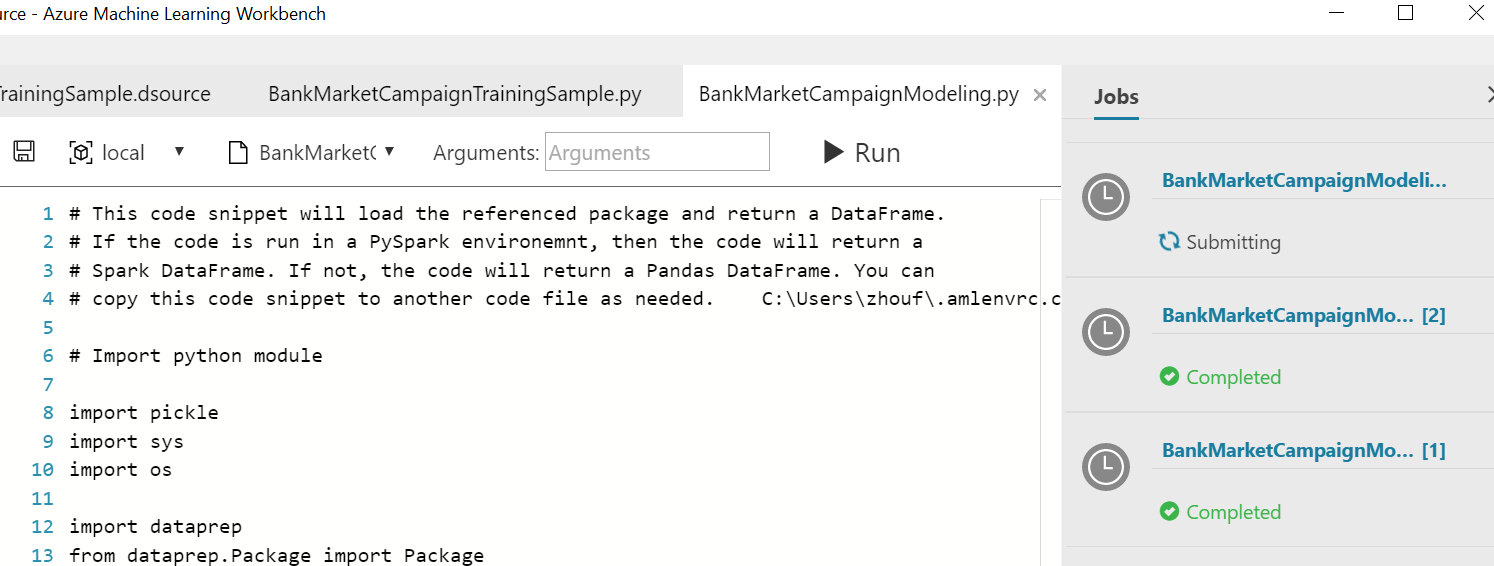 urce - Azure Machine Learning Workbench
TrainingSample.dsource BankMarketCampaignTrainingSample.py BankMarketCampaignModeling.py
local BankMarketC Arguments: Arguments Run
1 # This code snippet will load the referenced package and return a DataFrame.
2 # If the code is run in a PySpark environemnt, then the code will return a
3 # Spark DataFrame. If not, the code will return a Pandas DataFrame. You can
4 # copy this code snippet to another code file as needed.    C:\Users\zhouf\.amlenvrc.c
5
6 # Import python module
7
8 import pickle
9 import sys
10 import os
11
12 import dataprep
13 from dataprep.Package import Package
Jobs
BankMarketCampaignModeli...
Submitting
BankMarketCampaignMo... [2]
Completed
BankMarketCampaignMo... [1]
Completed